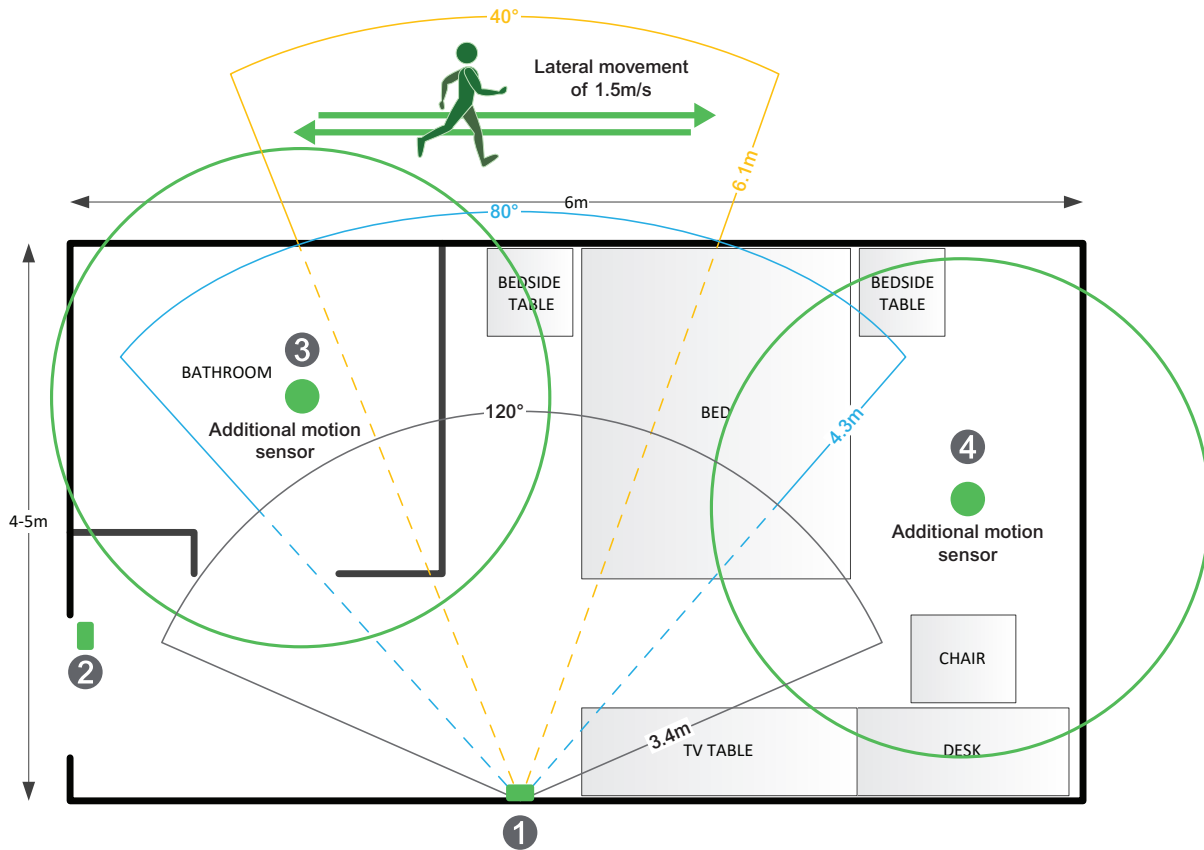 40°
Lateral movement
of 1.5m/s
6.1m
6m
80°
BEDSIDE
TABLE
BEDSIDE
TABLE
3
BATHROOM
Additional motion
sensor
120°
BED
4.3m
4
4-5m
Additional motion
sensor
2
CHAIR
3.4m
TV TABLE
DESK
1